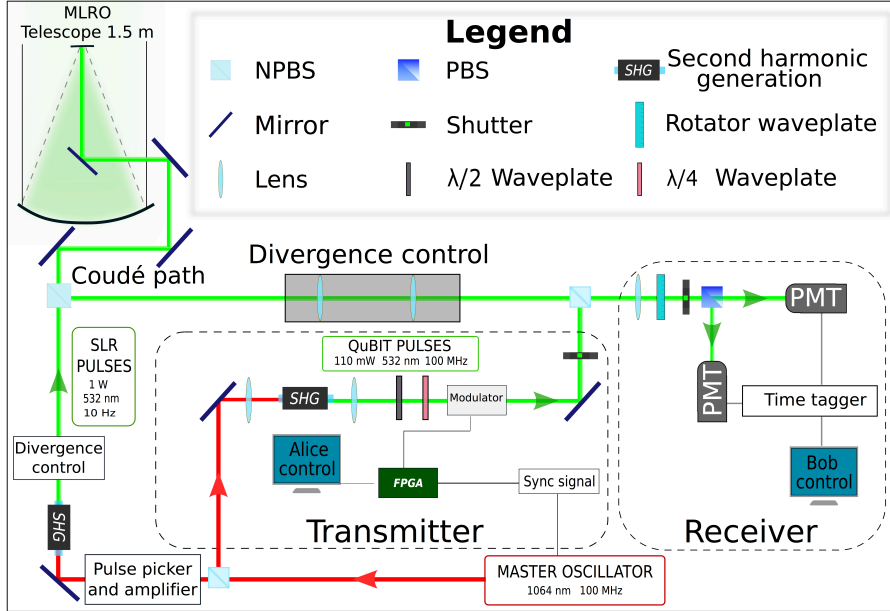 MLRO
Telescope 1.5 m
Legend
NPBS
PBS
SHG
Second harmonic
generation
Mirror
Shutter
Rotator waveplate
Lens
λ/2 Waveplate
λ/4 Waveplate
Coudé path
Divergence control
SLR
PULSES
1 W
532 nm
10 Hz
QuBIT PULSES
110 mW 532 nm 100 MHz
PMT
PMT
SHG
Modulator
Time tagger
Divergence
control
Alice
control
FPGA
Sync signal
Bob
control
SHG
Transmitter
Receiver
Pulse picker
and amplifier
MASTER OSCILLATOR
1064 nm 100 MHz